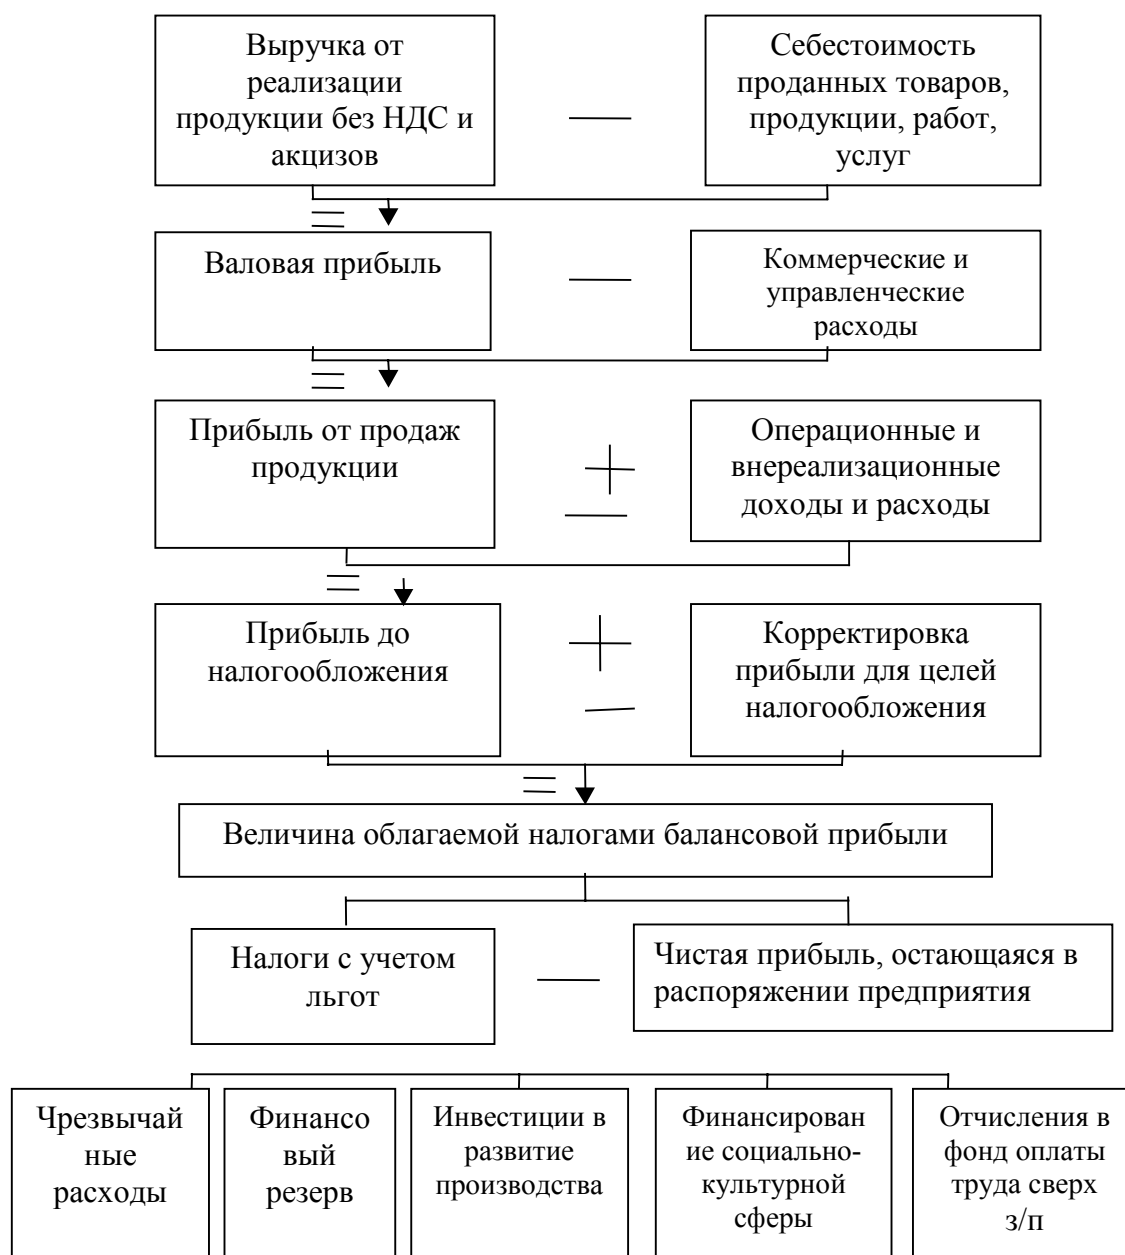 Выручка от
реализации
продукции без НДС и
акцизов
—
Себестоимость
проданных товаров,
продукции, работ,
услуг
=
Валовая прибыль
—
Коммерческие и
управленческие
расходы
=
Прибыль от продаж
продукции
+
—
Операционные и
внереализационные
доходы и расходы
=
Прибыль до
налогообложения
+
—
Корректировка
прибыли для целей
налогообложения
=
Величина облагаемой налогами балансовой прибыли
Налоги с учетом
льгот
—
Чистая прибыль, остающаяся в
распоряжении предприятия
Чрезвычай
ные
расходы
Финансо
вый
резерв
Инвестиции в
развитие
производства
Финансирован
ие социально-
культурной
сферы
Отчисления в
фонд оплаты
труда сверх
з/п